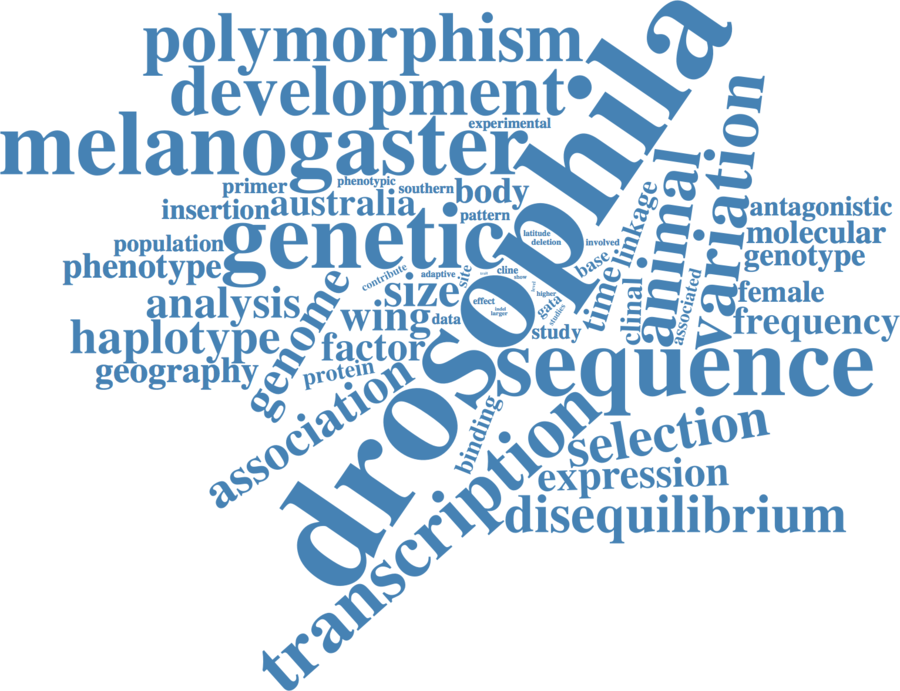 polymorphism
development
melanogaster
experimental
drosophila
primer
phenotypic
southern
body
insertion
australia
pattern
population
genetic
phenotype
latitude
deletion
involved
base
linkage
animal
variation
antagonistic
molecular
genotype
contribute
adaptive
site
cline
show
analysis
size
effect
higher
level
larger
gata
studies
time
clinal
associated
female
frequency
genome
wing
data
study
haplotype
factor
geography
protein
sequence
association
binding
transcription
selection
expression
disequilibrium